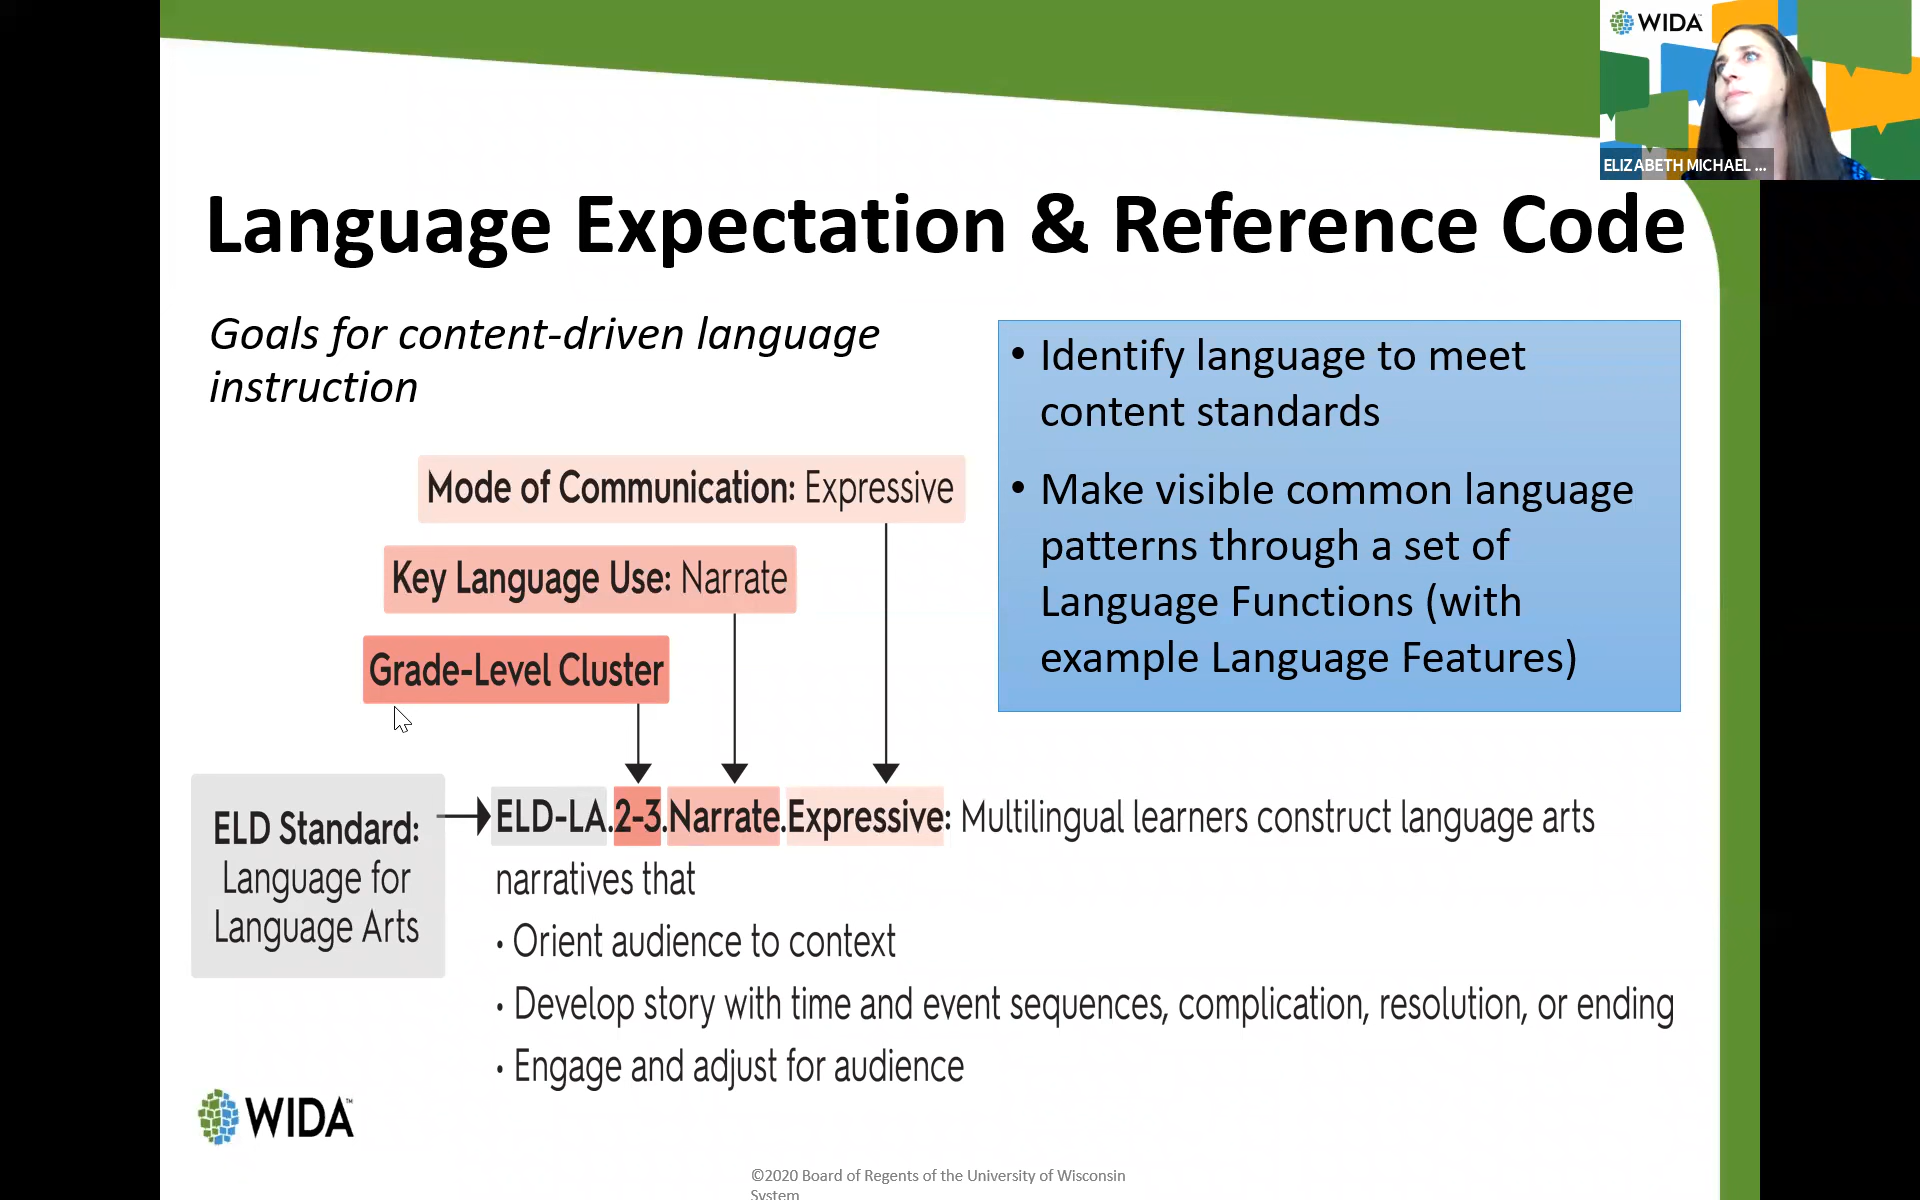 WIDA
ELIZABETH MICHAEL ...
Language Expectation & Reference Code
Goals for content-driven language
instruction
• Identify language to meet
content standards
• Make visible common language
patterns through a set of
Language Functions (with
example Language Features)
Mode of Communication: Expressive
Key Language Use: Narrate
Grade-Level Cluster
ELD Standard:
Language for
Language Arts
ELD-LA.2-3.Narrate.Expressive: Multilingual learners construct language arts
narratives that
• Orient audience to context
• Develop story with time and event sequences, complication, resolution, or ending
• Engage and adjust for audience
WIDA™
©2020 Board of Regents of the University of Wisconsin
System